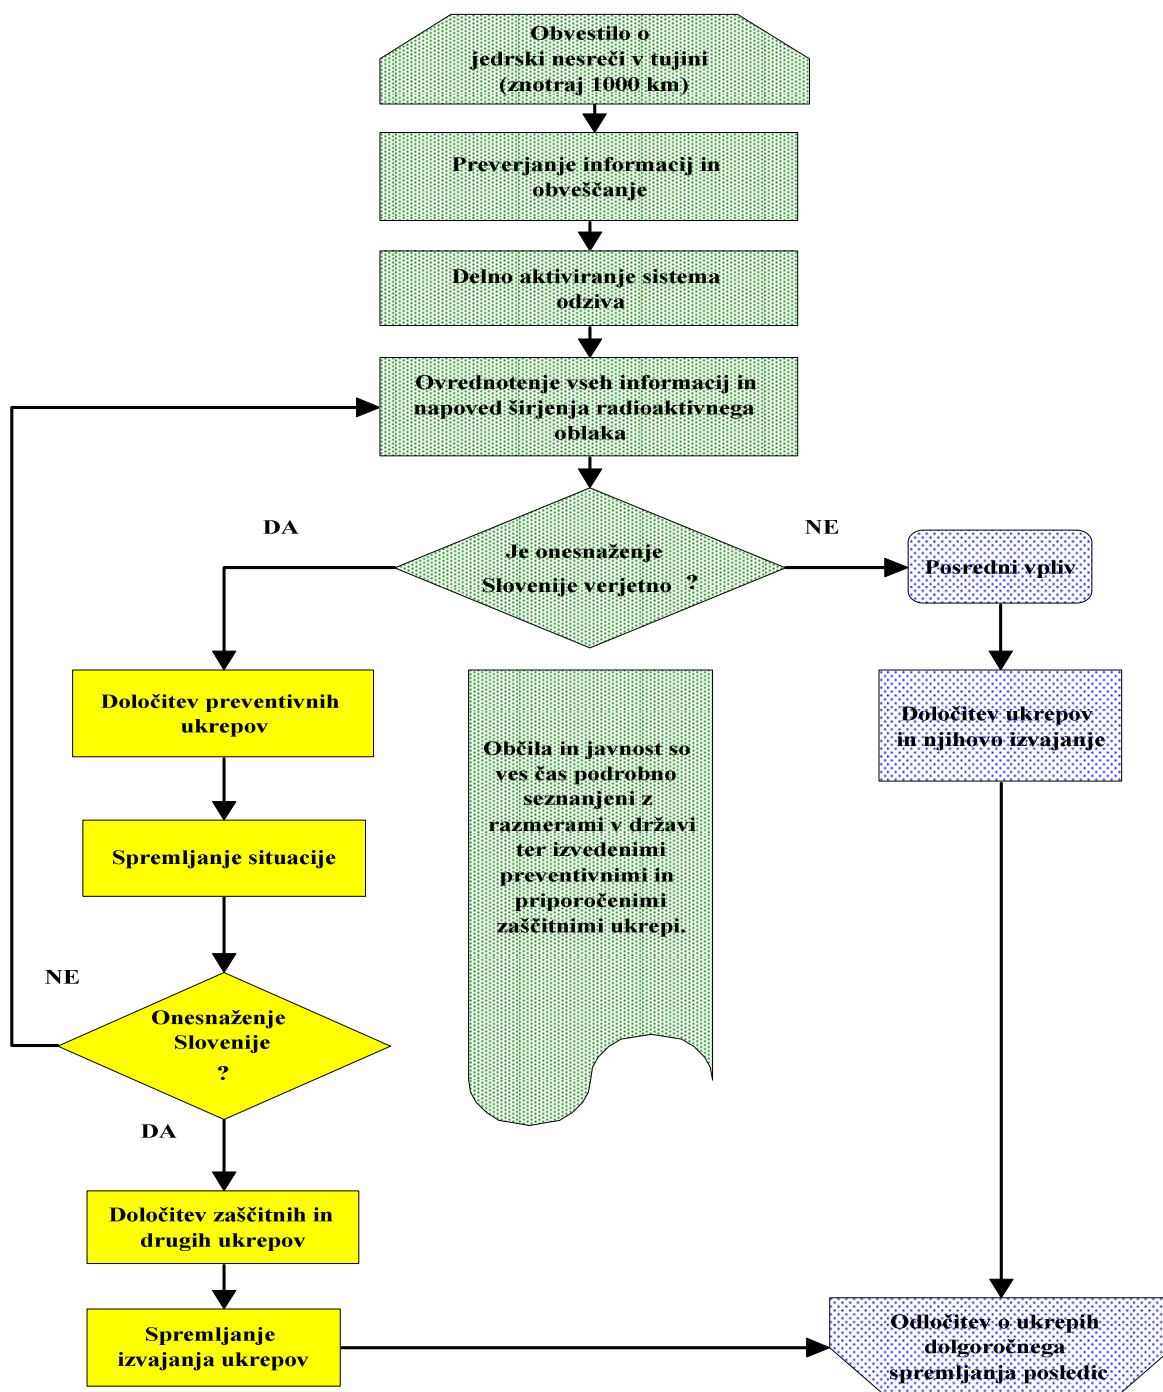 Obvestilo o
jedrski nesreči v tujini
(znotraj 1000 km)
Preverjanje informacij in
obveščanje
Delno aktiviranje sistema
odziva
Ovrednotenje vseh informacij in
napoved širjenja radioaktivnega
oblaka
DA
NE
Je onesnaženje
Slovenije verjetno ?
Posredni vpliv
Določitev preventivnih
ukrepov
Določitev ukrepov
in njihovo izvajanje
Občila in javnost so
ves čas podrobno
seznanjeni z
razmerami v državi
ter izvedenimi
preventivnimi in
priporočenimi
zaščitnimi ukrepi.
Spremljanje situacije
NE
Onesnaženje
Slovenije
?
DA
Določitev zaščitnih in
drugih ukrepov
Spremljanje
izvajanja ukrepov
Odločitev o ukrepih
dolgoročnega
spremljanja posledic